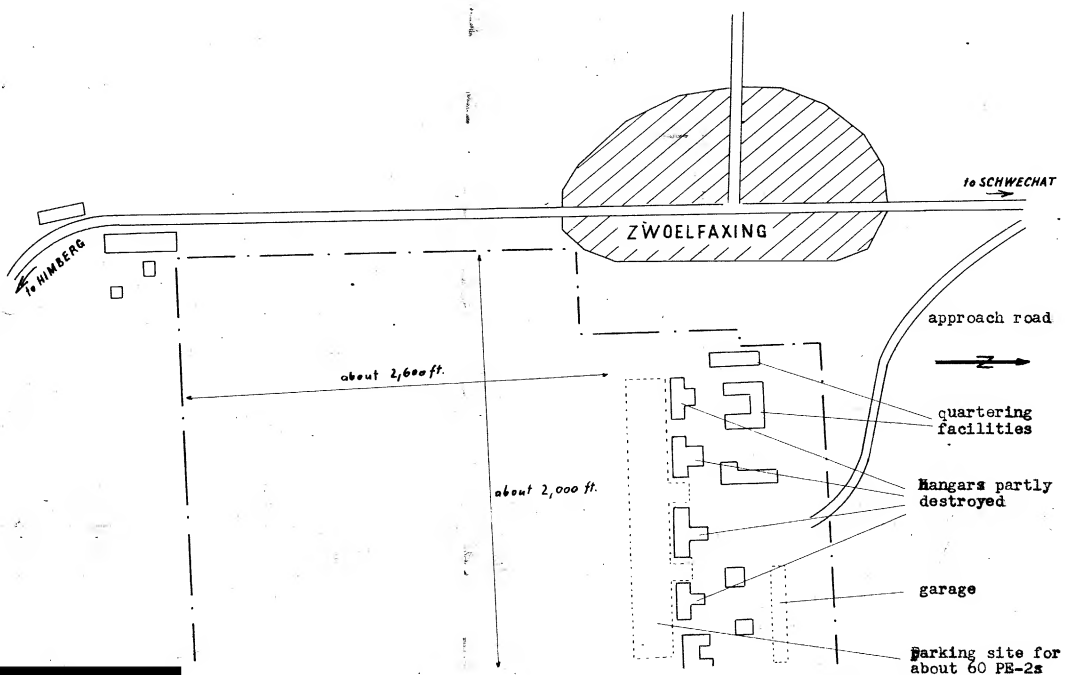 to SCHWECHAT
ZWOELFAXING
to HIMBERG
approach road
N
about 2,600 ft.
quartering
facilities
about 2,000 ft.
Hangars partly
destroyed
garage
Parking site for
about 60 PE-2s